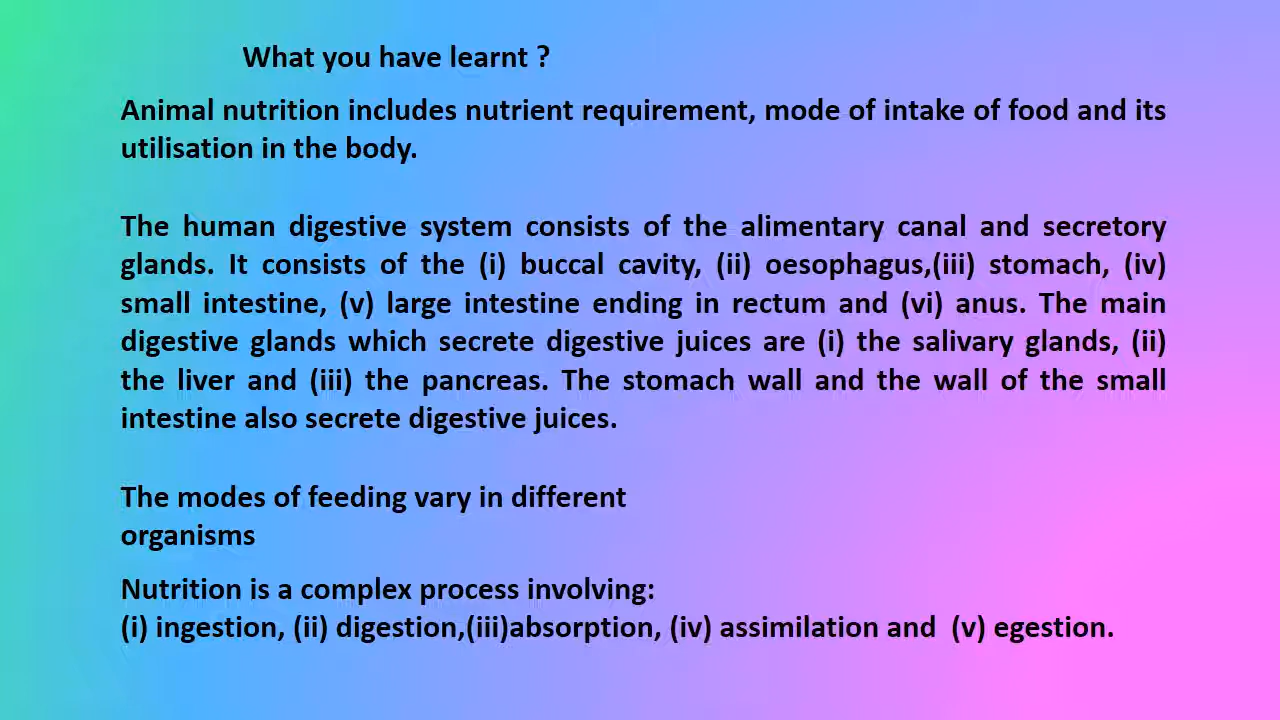 What you have learnt ?
Animal nutrition includes nutrient requirement, mode of intake of food and its
utilisation in the body.
The human digestive system consists of the alimentary canal and secretory
glands. It consists of the (i) buccal cavity, (ii) oesophagus,(iii) stomach, (iv)
small intestine, (v) large intestine ending in rectum and (vi) anus. The main
digestive glands which secrete digestive juices are (i) the salivary glands, (ii)
the liver and (iii) the pancreas. The stomach wall and the wall of the small
intestine also secrete digestive juices.
The modes of feeding vary in different
organisms
Nutrition is a complex process involving:
(i) ingestion, (ii) digestion,(iii)absorption, (iv) assimilation and  (v) egestion.